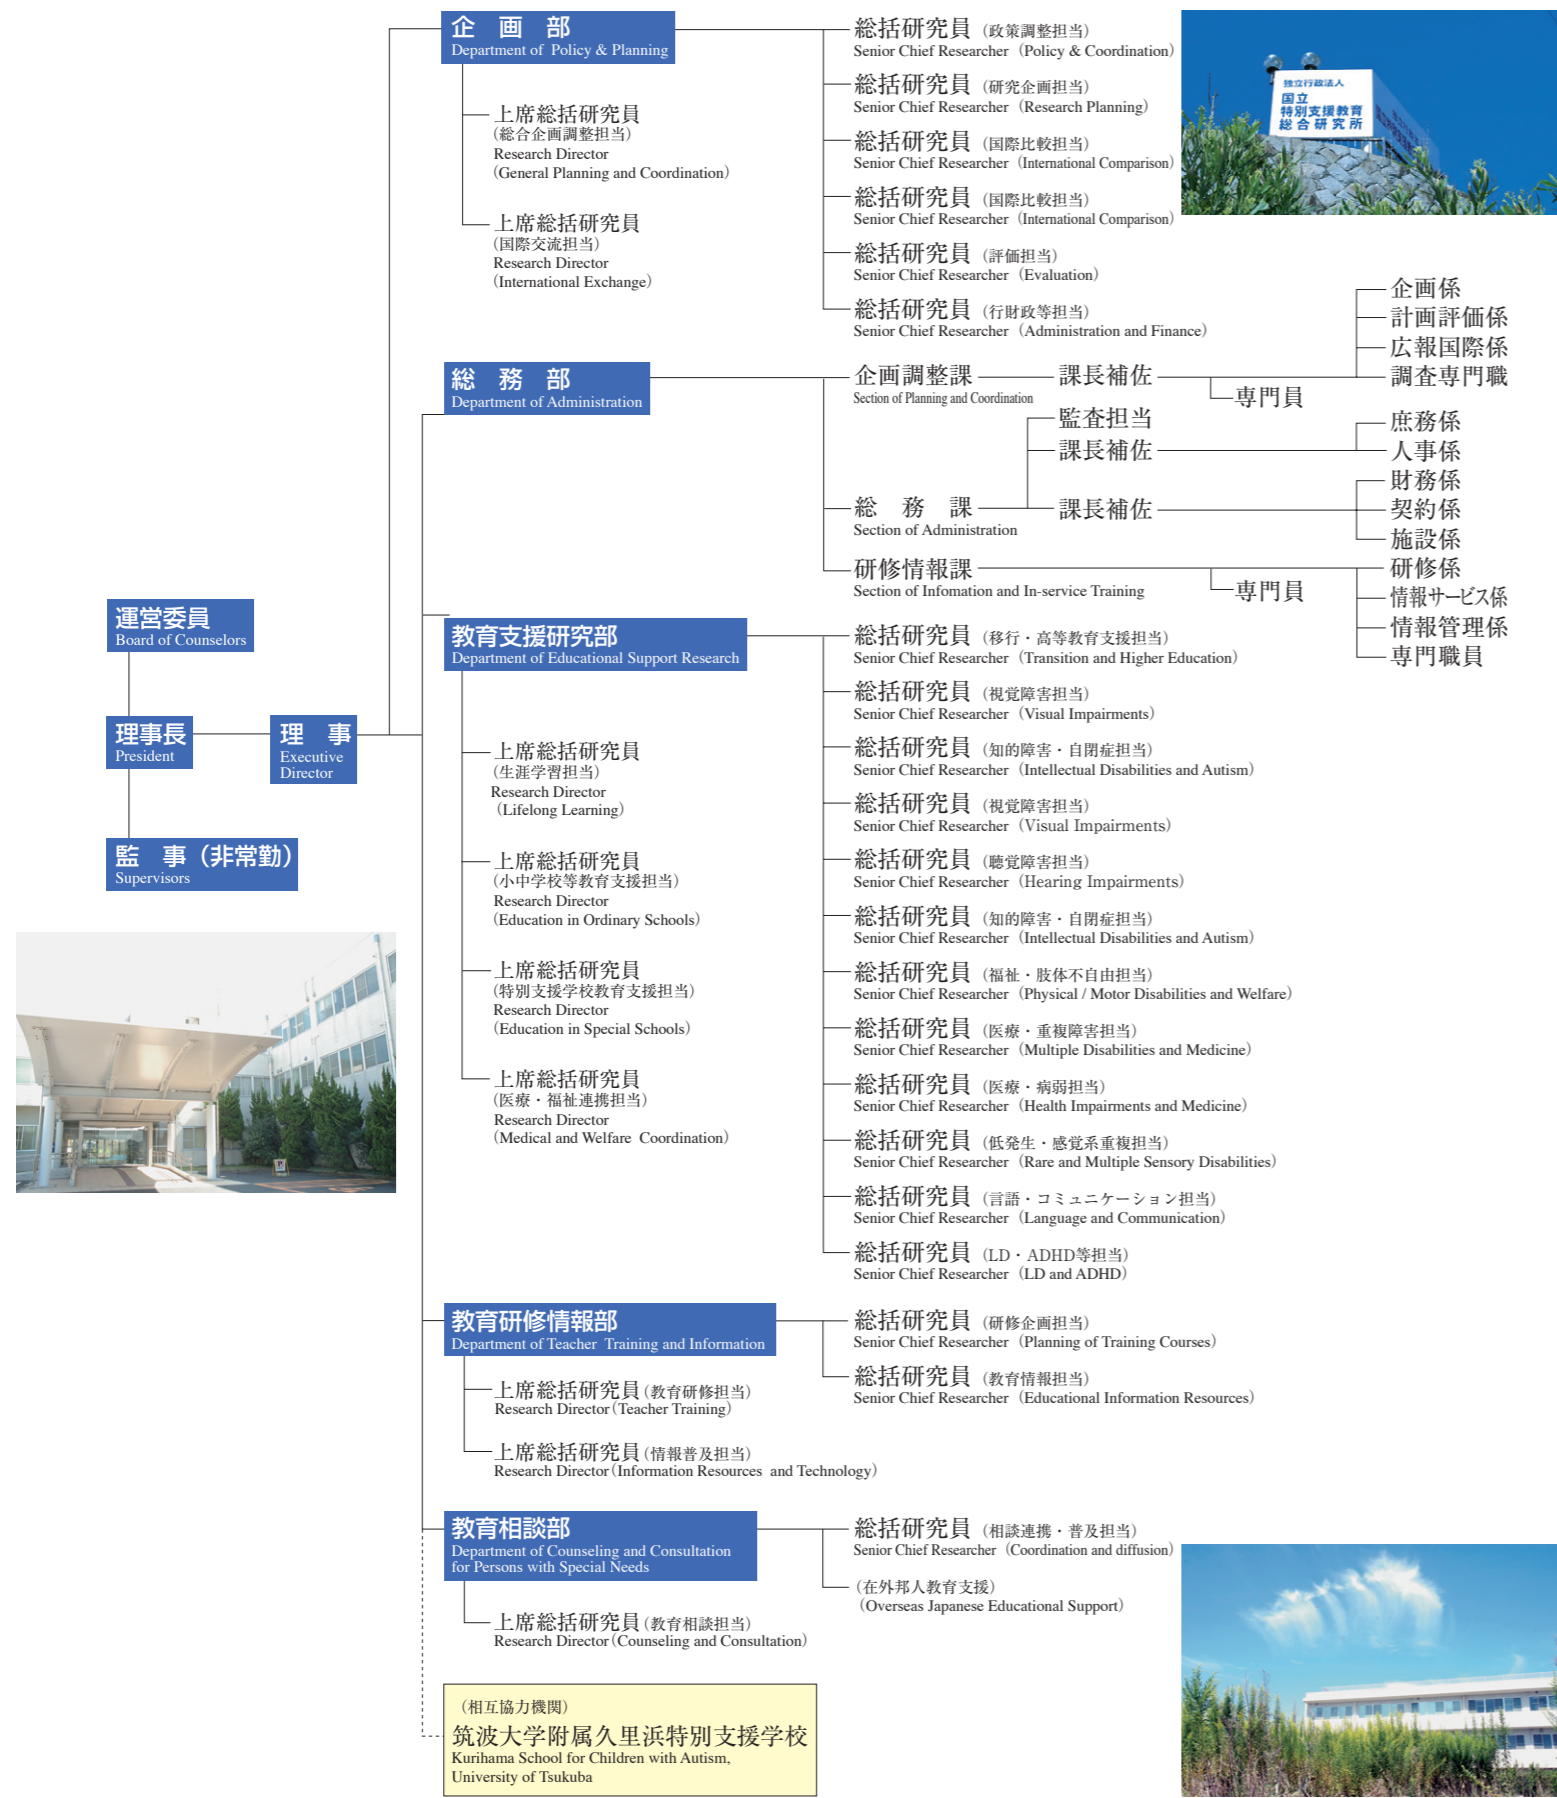 企画部
Department of Policy & Planning
上席総括研究員
(総合企画調整担当)
Research Director
(General Planning and Coordination)
上席総括研究員
(国際交流担当)
Research Director
(International Exchange)
総括研究員（政策調整担当）
Senior Chief Researcher（Policy & Coordination）
総括研究員（研究企画担当）
Senior Chief Researcher（Research Planning）
総括研究員（国際比較担当）
Senior Chief Researcher（International Comparison）
総括研究員（国際比較担当）
Senior Chief Researcher（International Comparison）
総括研究員（評価担当）
Senior Chief Researcher（Evaluation）
総括研究員（行財政等担当）
Senior Chief Researcher（Administration and Finance）
独立行政法人
国立
特別支援教育
総合研究所
総務部
Department of Administration
企画調整課
Section of Planning and Coordination
課長補佐
専門員
企画係
計画評価係
広報国際係
調査専門職
総務課
Section of Administration
監査担当
課長補佐
庶務係
人事係
課長補佐
財務係
契約係
施設係
研修情報課
Section of Infomation and In-service Training
専門員
研修係
情報サービス係
情報管理係
専門職員
運営委員
Board of Counselors
理事長
President
理事
Executive
Director
監事（非常勤）
Supervisors
教育支援研究部
Department of Educational Support Research
上席総括研究員
(生涯学習担当)
Research Director
（Lifelong Learning）
上席総括研究員
(小中学校等教育支援担当)
Research Director
(Education in Ordinary Schools)
上席総括研究員
(特別支援学校教育支援担当)
Research Director
(Education in Special Schools)
上席総括研究員
(医療・福祉連携担当)
Research Director
(Medical and Welfare Coordination)
総括研究員（移行・高等教育支援担当）
Senior Chief Researcher（Transition and Higher Education）
総括研究員（視覚障害担当）
Senior Chief Researcher（Visual Impairments）
総括研究員（知的障害・自閉症担当）
Senior Chief Researcher（Intellectual Disabilities and Autism）
総括研究員（視覚障害担当）
Senior Chief Researcher（Visual Impairments）
総括研究員（聴覚障害担当）
Senior Chief Researcher（Hearing Impairments）
総括研究員（知的障害・自閉症担当）
Senior Chief Researcher（Intellectual Disabilities and Autism）
総括研究員（福祉・肢体不自由担当）
Senior Chief Researcher（Physical / Motor Disabilities and Welfare）
総括研究員（医療・重複障害担当）
Senior Chief Researcher（Multiple Disabilities and Medicine）
総括研究員（医療・病弱担当）
Senior Chief Researcher（Health Impairments and Medicine）
総括研究員（低発生・感覚系重複担当）
Senior Chief Researcher（Rare and Multiple Sensory Disabilities）
総括研究員（言語・コミュニケーション担当）
Senior Chief Researcher（Language and Communication）
総括研究員（LD・ADHD等担当）
Senior Chief Researcher（LD and ADHD）
教育研修情報部
Department of Teacher Training and Information
上席総括研究員（教育研修担当）
Research Director（Teacher Training）
上席総括研究員（情報普及担当）
Research Director（Information Resources and Technology）
総括研究員（研修企画担当）
Senior Chief Researcher（Planning of Training Courses）
総括研究員（教育情報担当）
Senior Chief Researcher（Educational Information Resources）
教育相談部
Department of Counseling and Consultation
for Persons with Special Needs
上席総括研究員（教育相談担当）
Research Director（Counseling and Consultation）
総括研究員（相談連携・普及担当）
Senior Chief Researcher（Coordination and diffusion）
（在外邦人教育支援）
（Overseas Japanese Educational Support）
（相互協力機関）
筑波大学附属久里浜特別支援学校
Kurihama School for Children with Autism,
University of Tsukuba